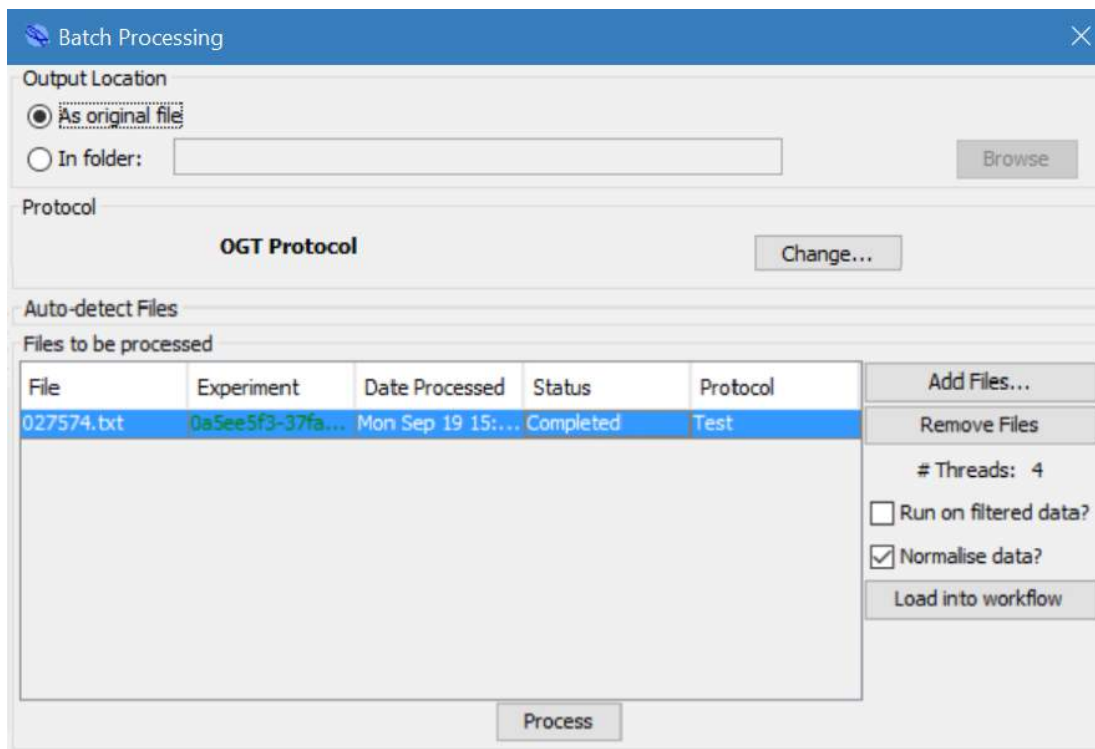 Batch Processing
Output Location
As original file
In folder:
Browse
Protocol
OGT Protocol
Change...
Auto-detect Files
Files to be processed
File Experiment Date Processed Status Protocol
027574.txt 0a5ee5f3-37fa... Mon Sep 19 15:... Completed Test
Add Files...
Remove Files
# Threads: 4
Run on filtered data?
Normalise data?
Load into workflow
Process